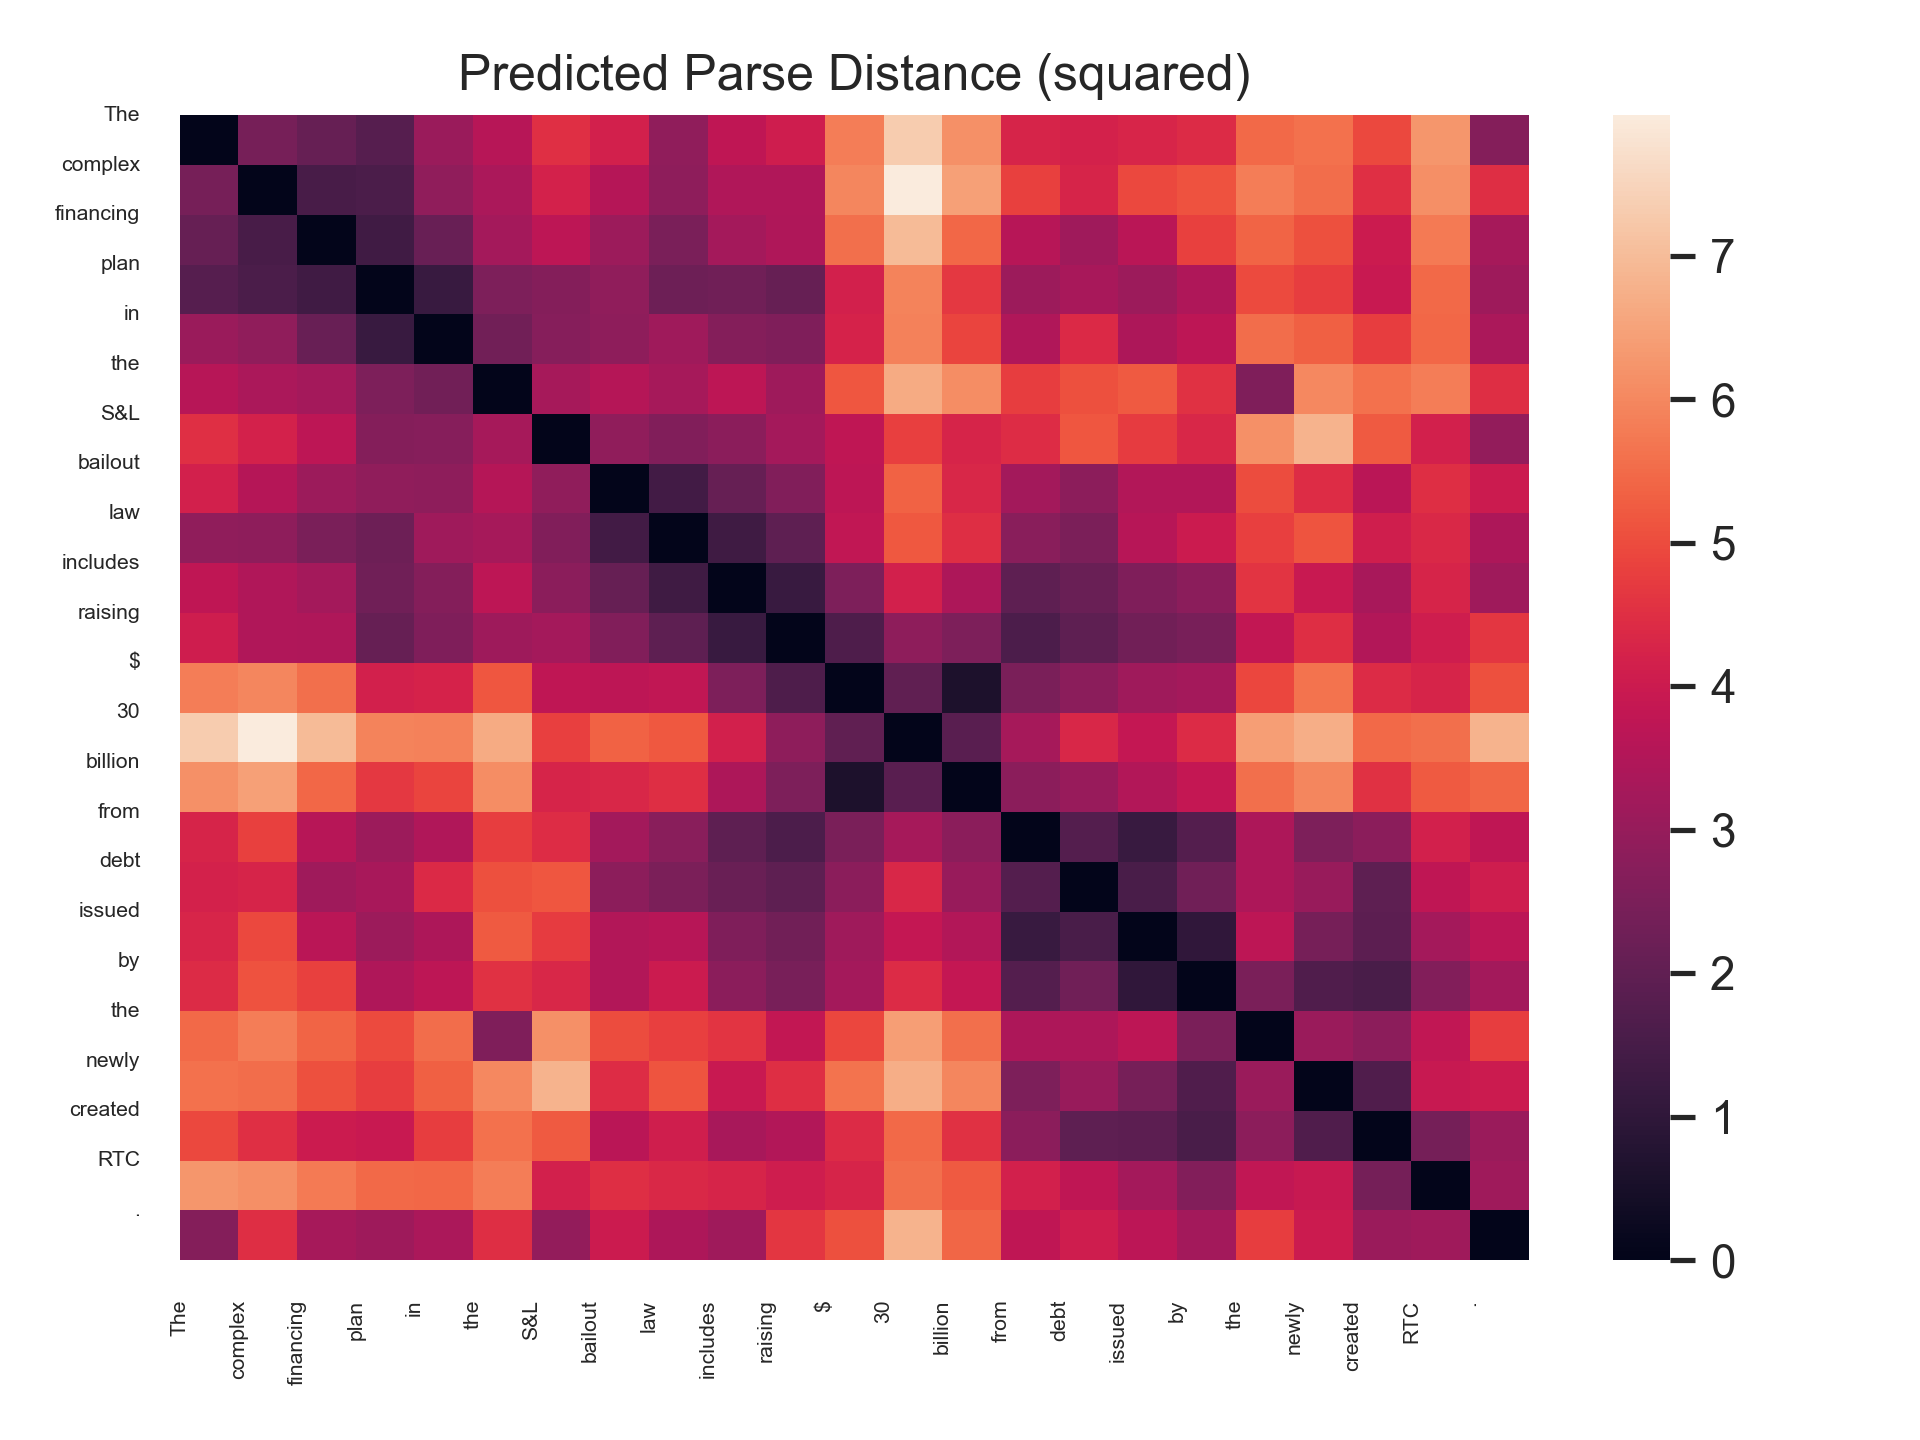 Predicted Parse Distance (squared)
The
complex
financing
plan
in
the
S&L
bailout
law
includes
raising
$
30
billion
from
debt
issued
by
the
newly
created
RTC
.
7
6
5
4
3
2
1
0
The
complex
financing
plan
in
the
S&L
bailout
law
includes
raising
$
30
billion
from
debt
issued
by
the
newly
created
RTC
.